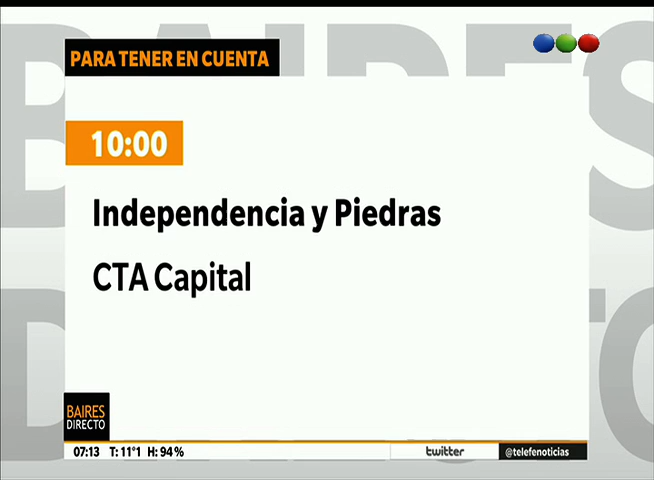 PARA TENER EN CUENTA
10:00
Independencia y Piedras
CTA Capital
BAIRES
DIRECTO
07:13 T: 11°1 H: 94%
twitter @telefenoticias